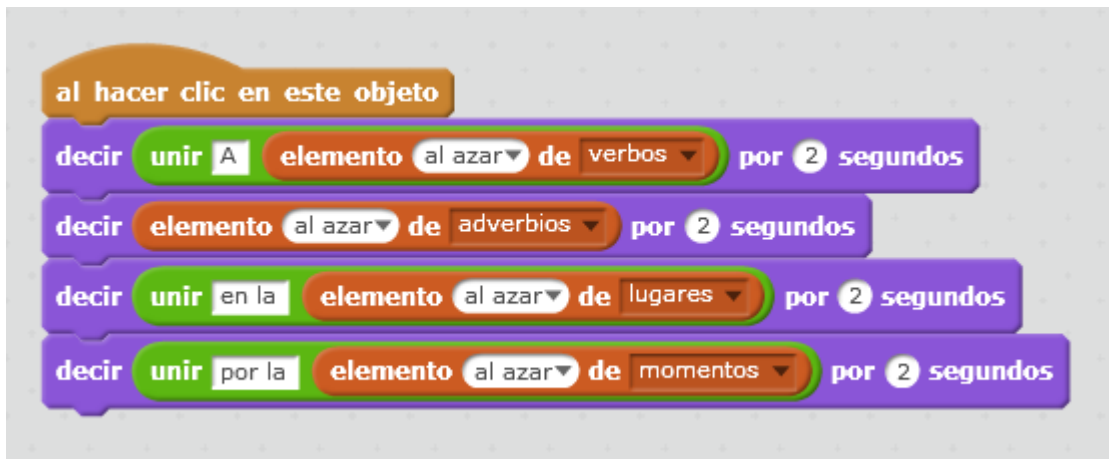 al hacer clic en este objeto
decir unir A elemento al azar de verbos por 2 segundos
decir elemento al azar de adverbios por 2 segundos
decir unir en la elemento al azar de lugares por 2 segundos
decir unir por la elemento al azar de momentos por 2 segundos